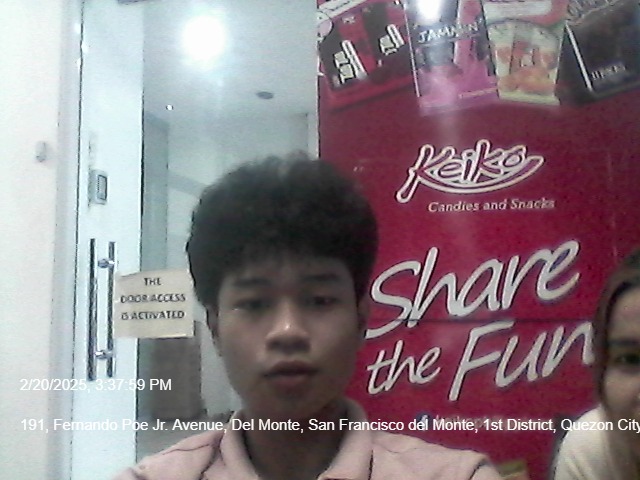 JAMAICAN
Keiko
Candies and Snacks
Share
the Fun
THE
DOOR ACCESS
IS ACTIVATED
2/20/2025, 3:37:59 PM
191, Fernando Poe Jr. Avenue, Del Monte, San Francisco del Monte, 1st District, Quezon City